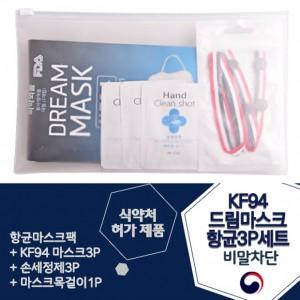 FDA
DREAM
MASK
Hand
Clean shot
식약처
허가 제품
항균마스크팩
+ KF94 마스크3P
+ 손세정제3P
+ 마스크목걸이1P
KF94
드림마스크
항균3P세트
비말차단